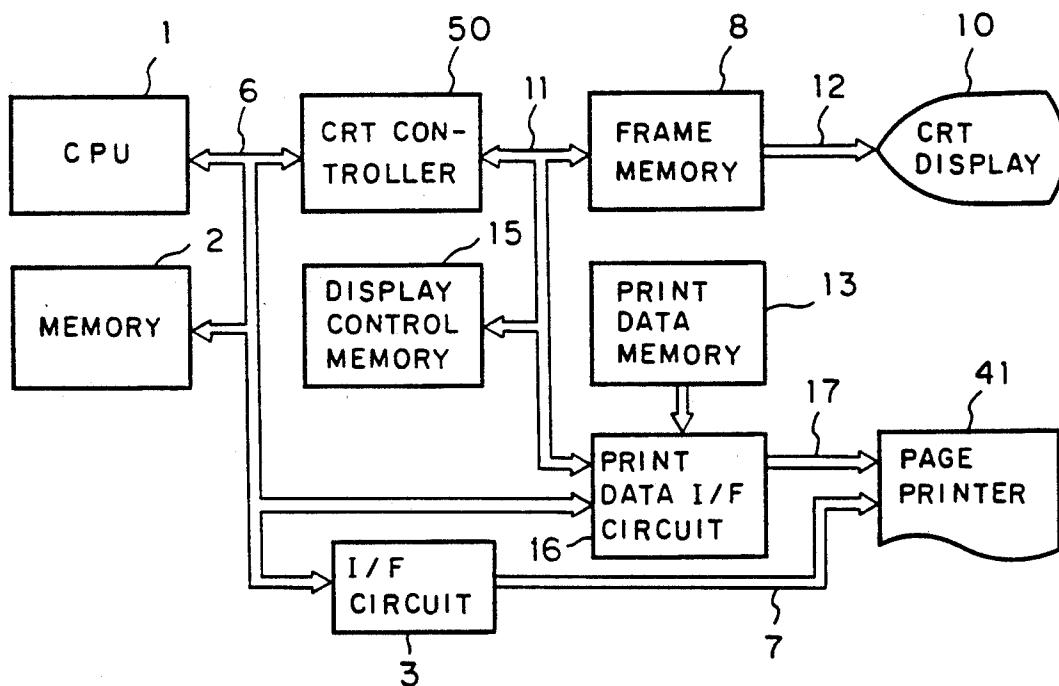 1
50
8
10
6
11
12
CPU
CRT CON-
TROLLER
FRAME
MEMORY
CRT
DISPLAY
2
15
13
MEMORY
DISPLAY
CONTROL
MEMORY
PRINT
DATA
MEMORY
17
41
PRINT
DATA I/F
CIRCUIT
16
PAGE
PRINTER
I/F
CIRCUIT
3
7